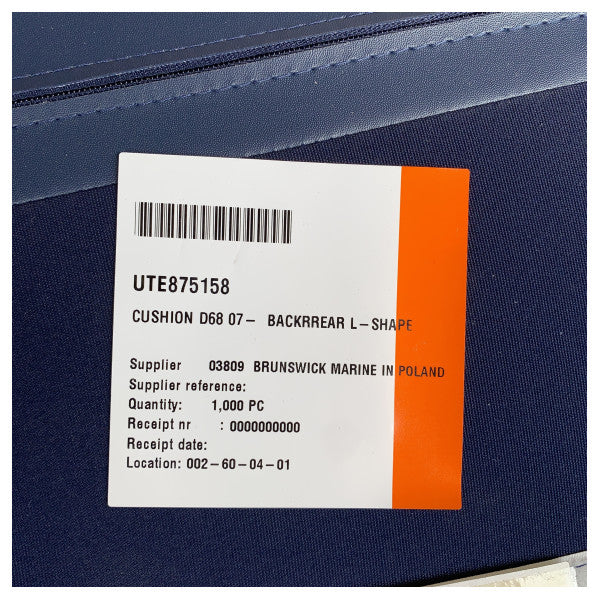 UTE875158
CUSHION D68 07- BACKRREAR L-SHAPE
Supplier 03809 BRUNSWICK MARINE IN POLAND
Supplier reference:
Quantity: 1,000 PC
Receipt nr : 0000000000
Receipt date:
Location: 002-60-04-01